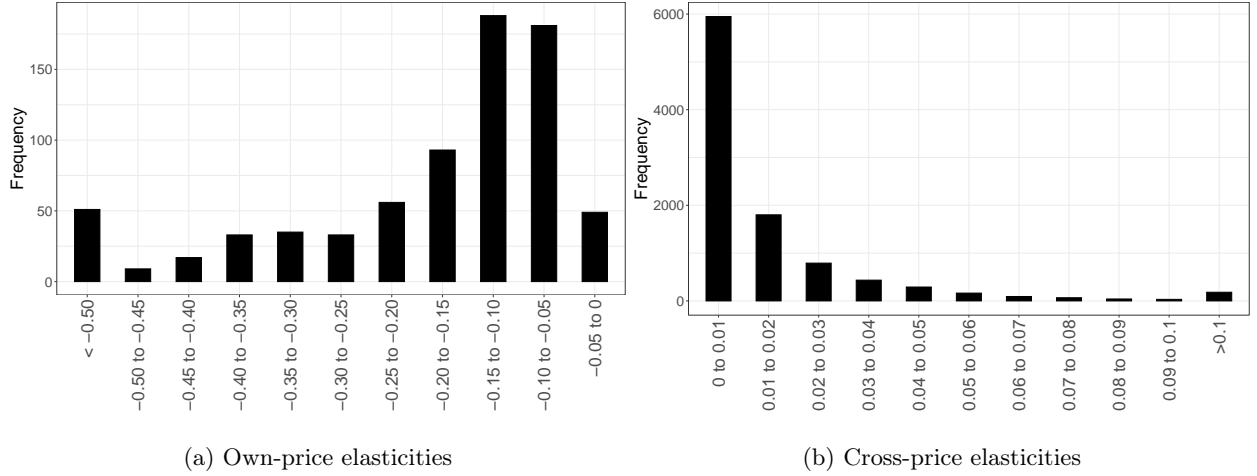 Frequency
150
100
50
0
< −0.50
−0.50 to −0.45
−0.45 to −0.40
−0.40 to −0.35
−0.35 to −0.30
−0.30 to −0.25
−0.25 to −0.20
−0.20 to −0.15
−0.15 to −0.10
−0.10 to −0.05
−0.05 to 0
(a) Own-price elasticities
Frequency
6000
4000
2000
0
0 to 0.01
0.01 to 0.02
0.02 to 0.03
0.03 to 0.04
0.04 to 0.05
0.05 to 0.06
0.06 to 0.07
0.07 to 0.08
0.08 to 0.09
0.09 to 0.1
>0.1
(b) Cross-price elasticities